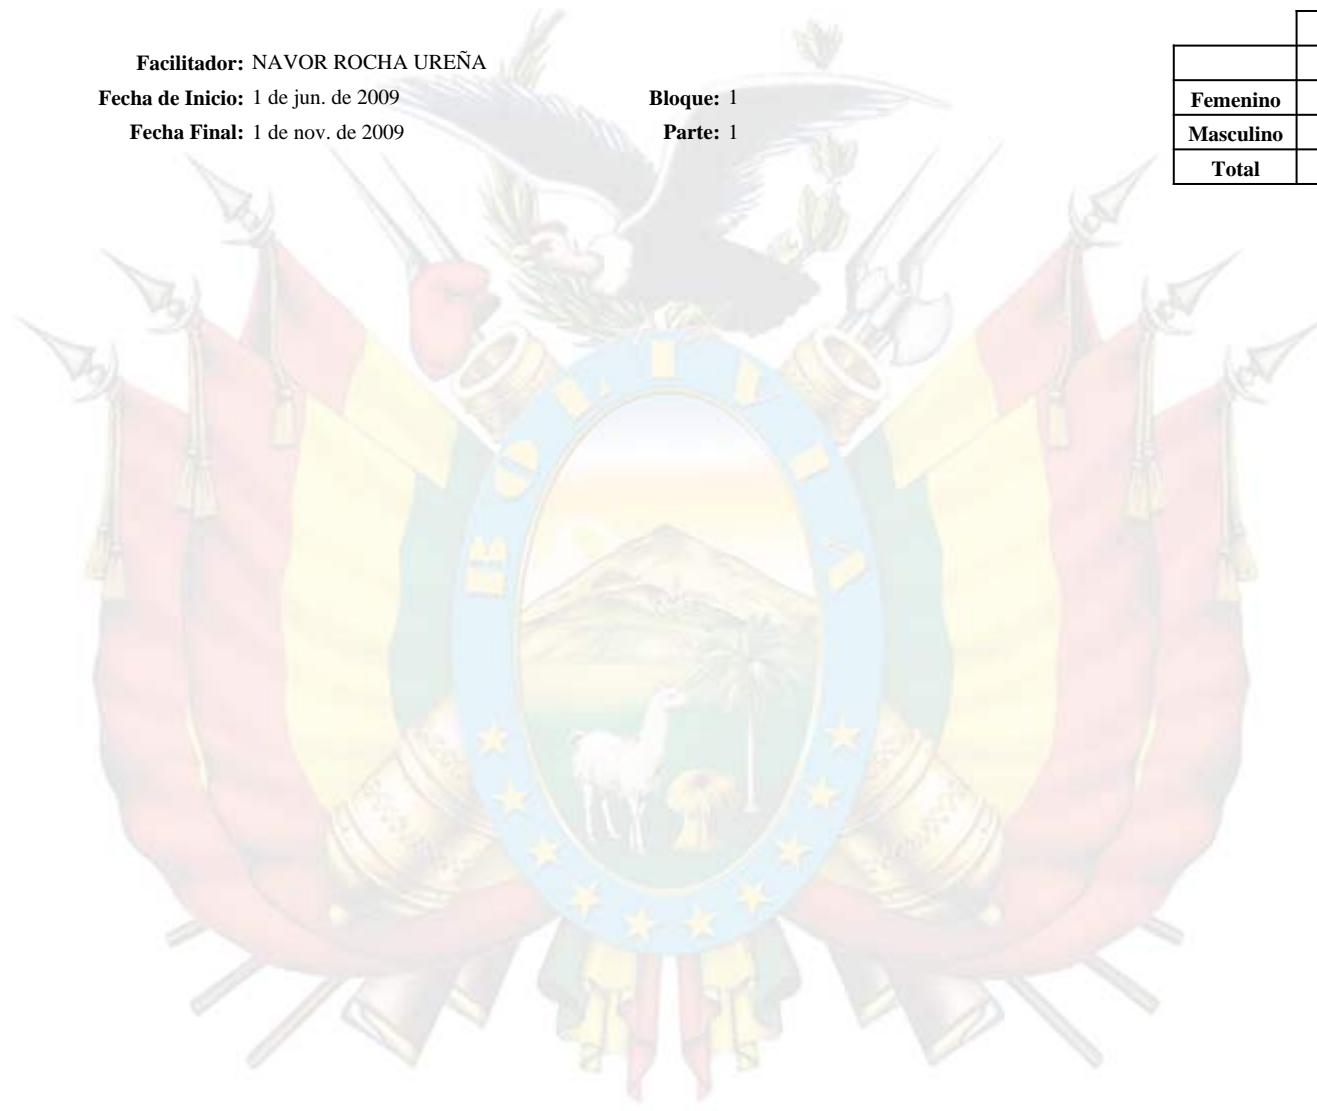 Facilitador: NAVOR ROCHA UREÑA
Fecha de Inicio: 1 de jun. de 2009 Bloque: 1
Fecha Final: 1 de nov. de 2009 Parte: 1
Femenino
Masculino
Total
BOLIVIA